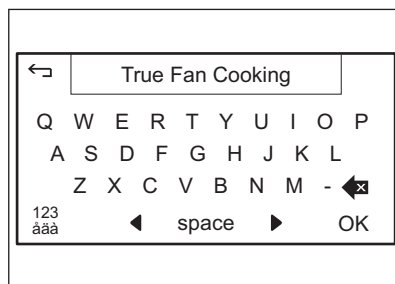 True Fan Cooking
Q W E R T Y U I O P
A S D F G H J K L
Z X C V B N M -
123
åäà
space OK